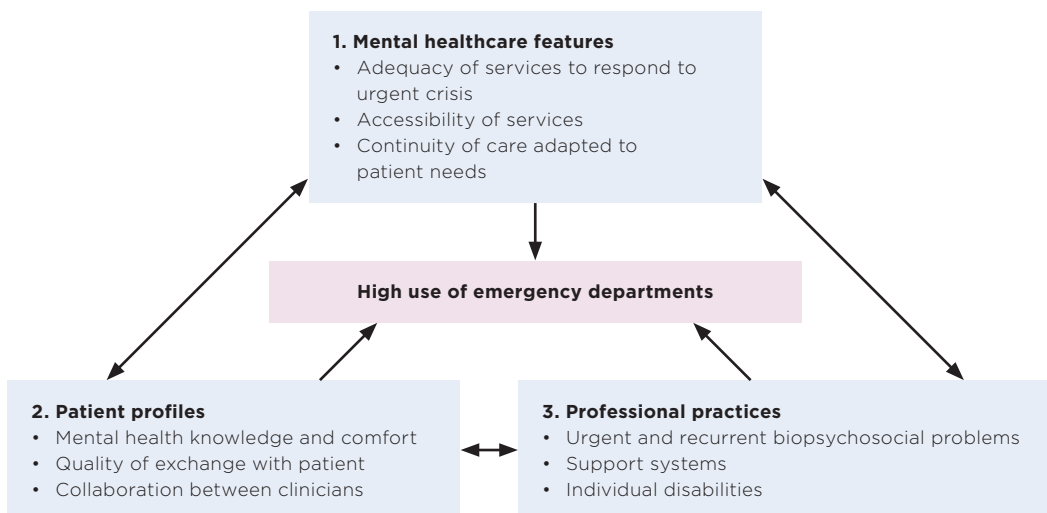 1. Mental healthcare features
• Adequacy of services to respond to
urgent crisis
• Accessibility of services
• Continuity of care adapted to
patient needs
High use of emergency departments
2. Patient profiles
• Mental health knowledge and comfort
• Quality of exchange with patient
• Collaboration between clinicians
3. Professional practices
• Urgent and recurrent biopsychosocial problems
• Support systems
• Individual disabilities